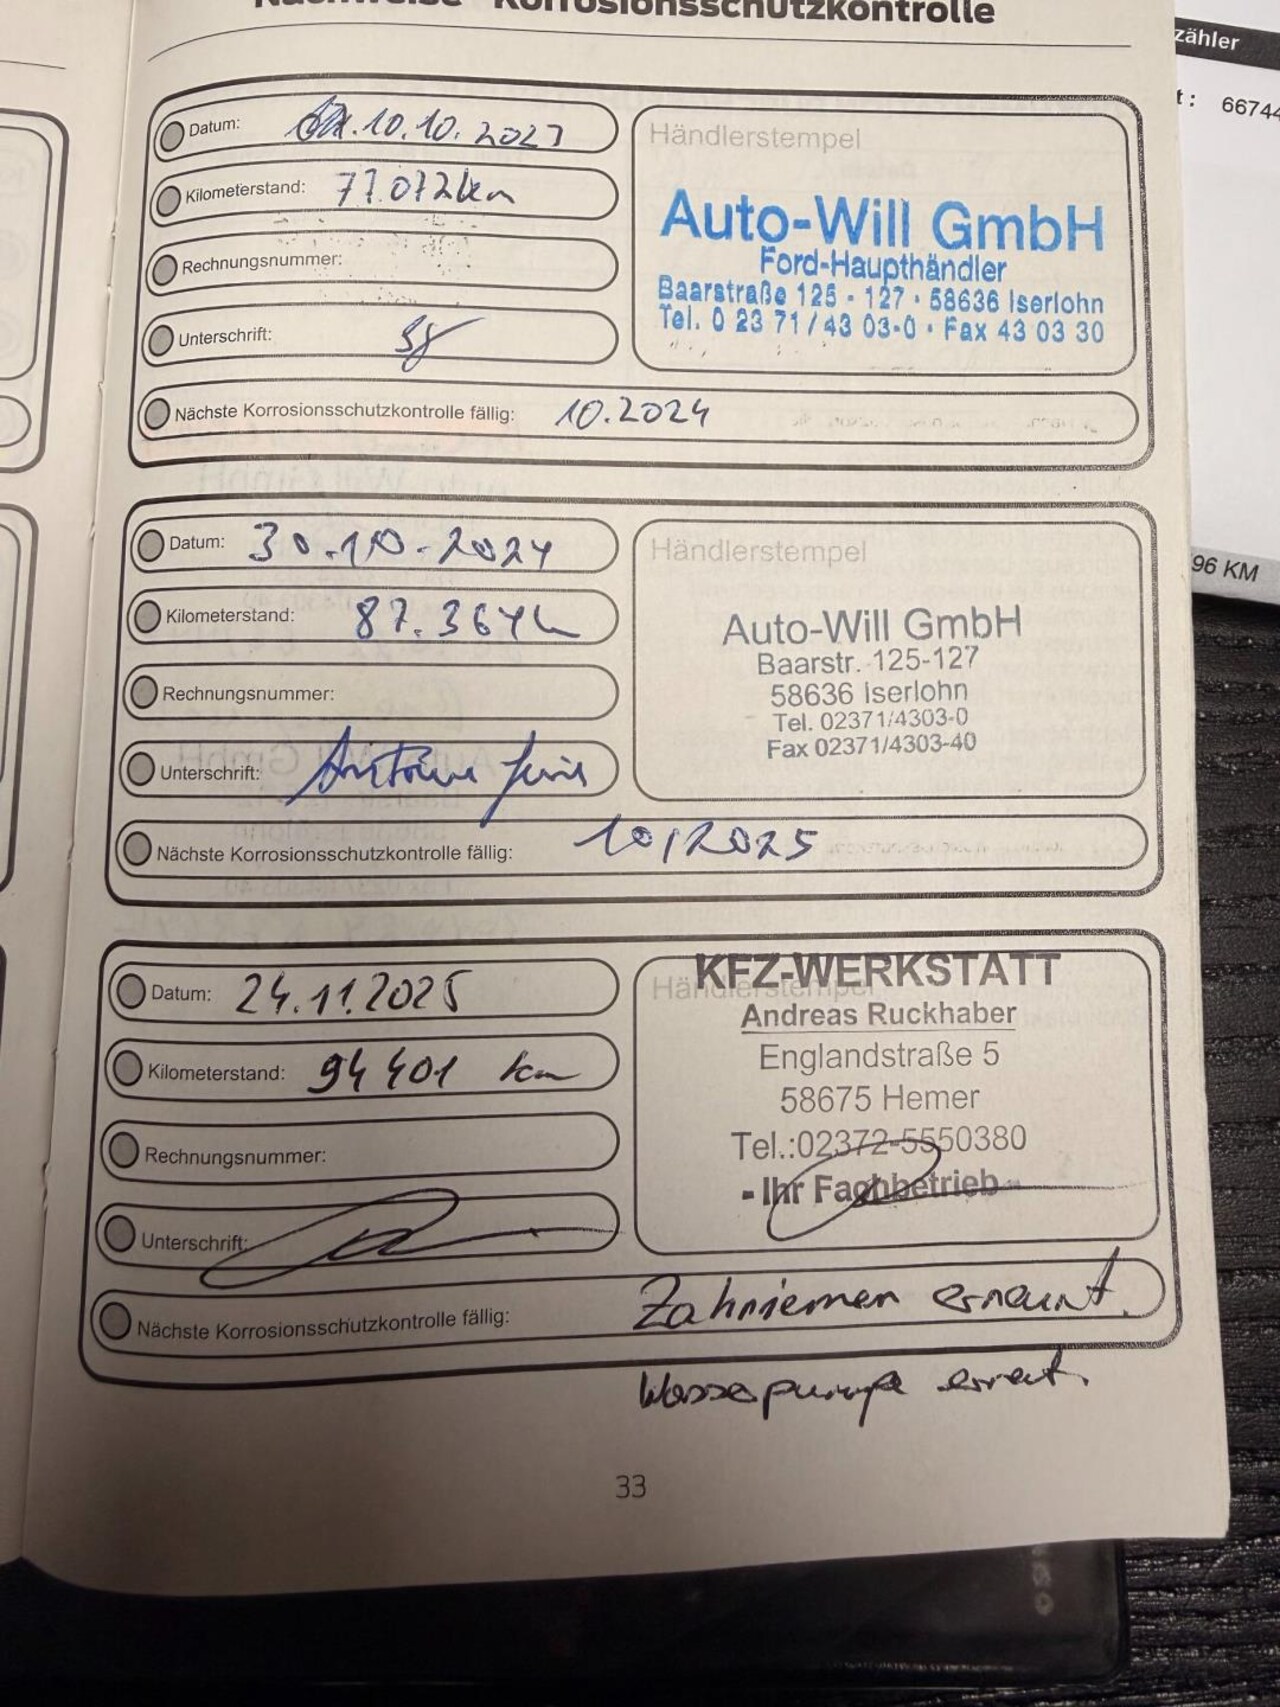 Nachweise Korrosionsschutzkontrolle
Datum: 10.10.2023
Kilometerstand: 77.072km
Rechnungsnummer:
Unterschrift:
Händlerstempel
Auto-Will GmbH
Ford-Haupthändler
Baarstraße 125 - 127 · 58636 Iserlohn
Tel. 0 23 71 / 43 03-0 · Fax 43 03 30
Nächste Korrosionsschutzkontrolle fällig: 10.2024
Datum: 30.10.2024
Kilometerstand: 87.364
Rechnungsnummer:
Unterschrift:
Händlerstempel
Auto-Will GmbH
Baarstr. 125-127
58636 Iserlohn
Tel. 02371/4303-0
Fax 02371/4303-40
Nächste Korrosionsschutzkontrolle fällig: 10/2025
Datum: 24.11.2025
Kilometerstand: 94 401 km
Rechnungsnummer:
Unterschrift:
Händlerstempel
KFZ-WERKSTATT
Andreas Ruckhaber
Englandstraße 5
58675 Hemer
Tel.:02372-5550380
- Ihr Fachbetrieb -
Nächste Korrosionsschutzkontrolle fällig: Zahnriemen erneurt.
Wasserpumpe
33
zähler
t : 66744
96 KM